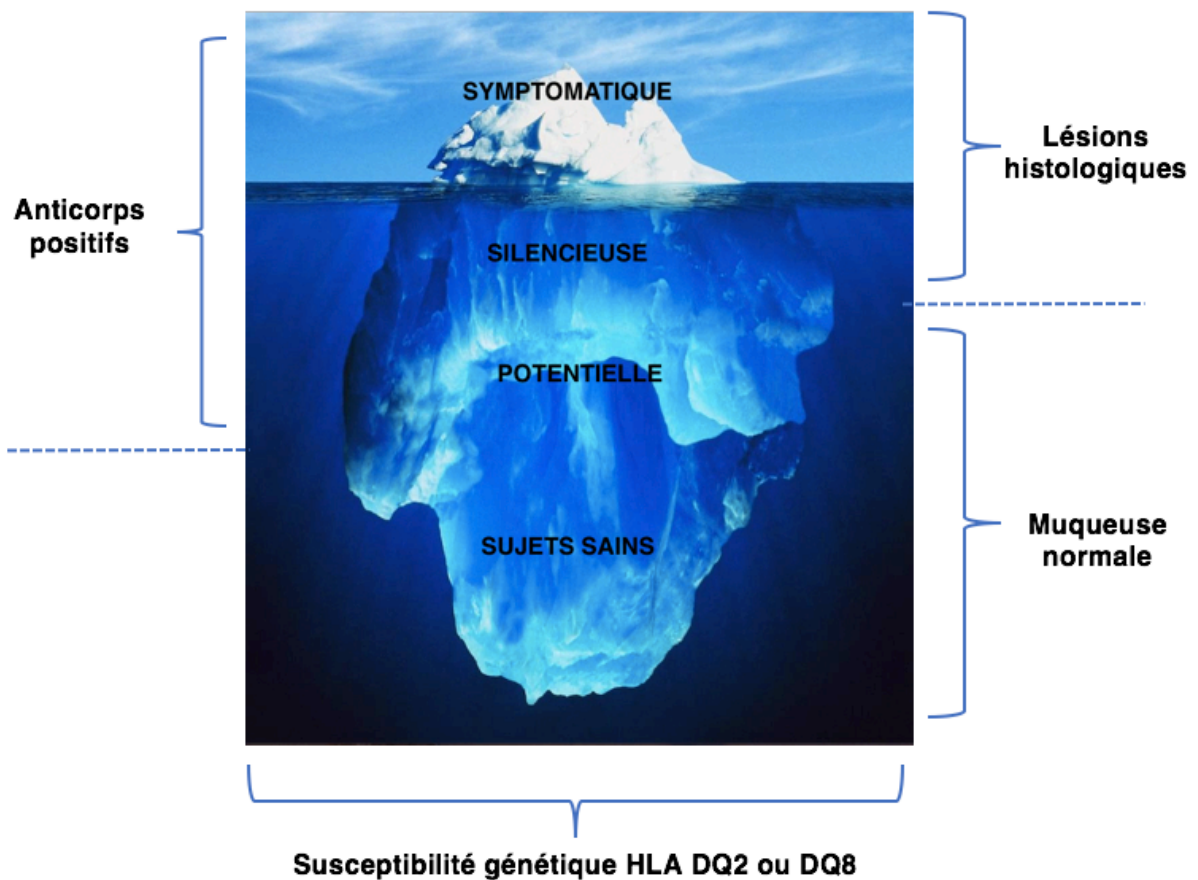 SYMPTOMATIQUE
Lésions
histologiques
Anticorps
positifs
SILENCIEUSE
POTENTIELLE
SUJETS SAINS
Muqueuse
normale
Susceptibilité génétique HLA DQ2 ou DQ8